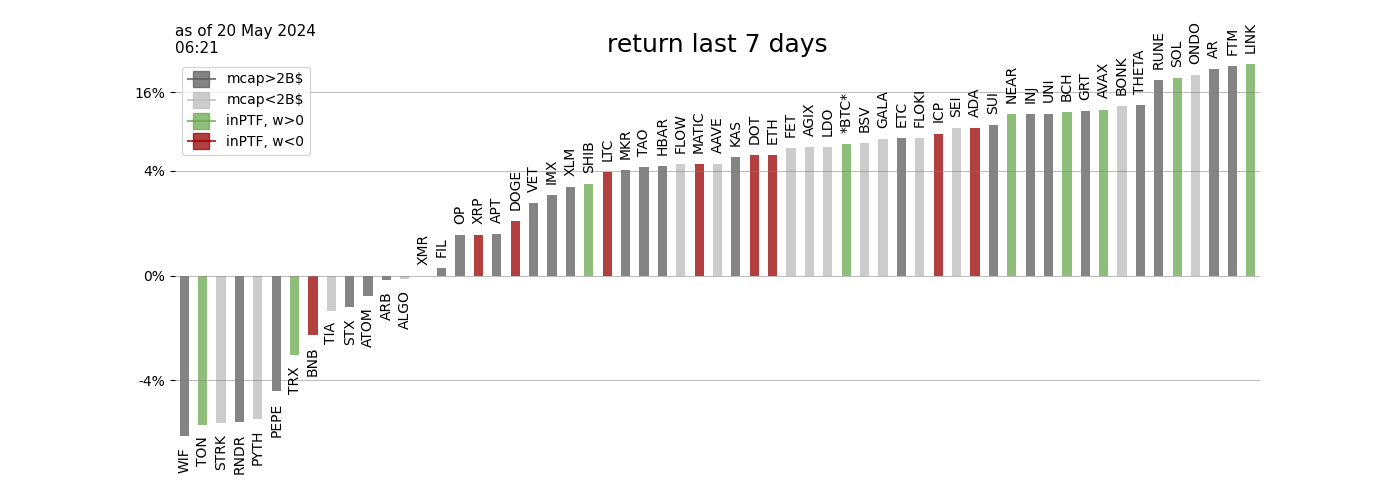 as of 20 May 2024
06:21
return last 7 days
mcap>2B$
mcap<2B$
inPTF, w>0
inPTF, w<0
16%
4%
0%
-4%
WIF
TON
STRK
RNDR
PYTH
PEPE
TRX
BNB
TIA
STX
ATOM
ARB
ALGO
XMR
FIL
OP
XRP
APT
DOGE
VET
IMX
XLM
SHIB
LTC
MKR
TAO
HBAR
FLOW
MATIC
AAVE
KAS
DOT
ETH
FET
AGIX
LDO
*BTC*
BSV
GALA
ETC
FLOKI
ICP
SEI
ADA
SUI
NEAR
INJ
UNI
BCH
GRT
AVAX
BONK
THETA
RUNE
SOL
ONDO
AR
FTM
LINK